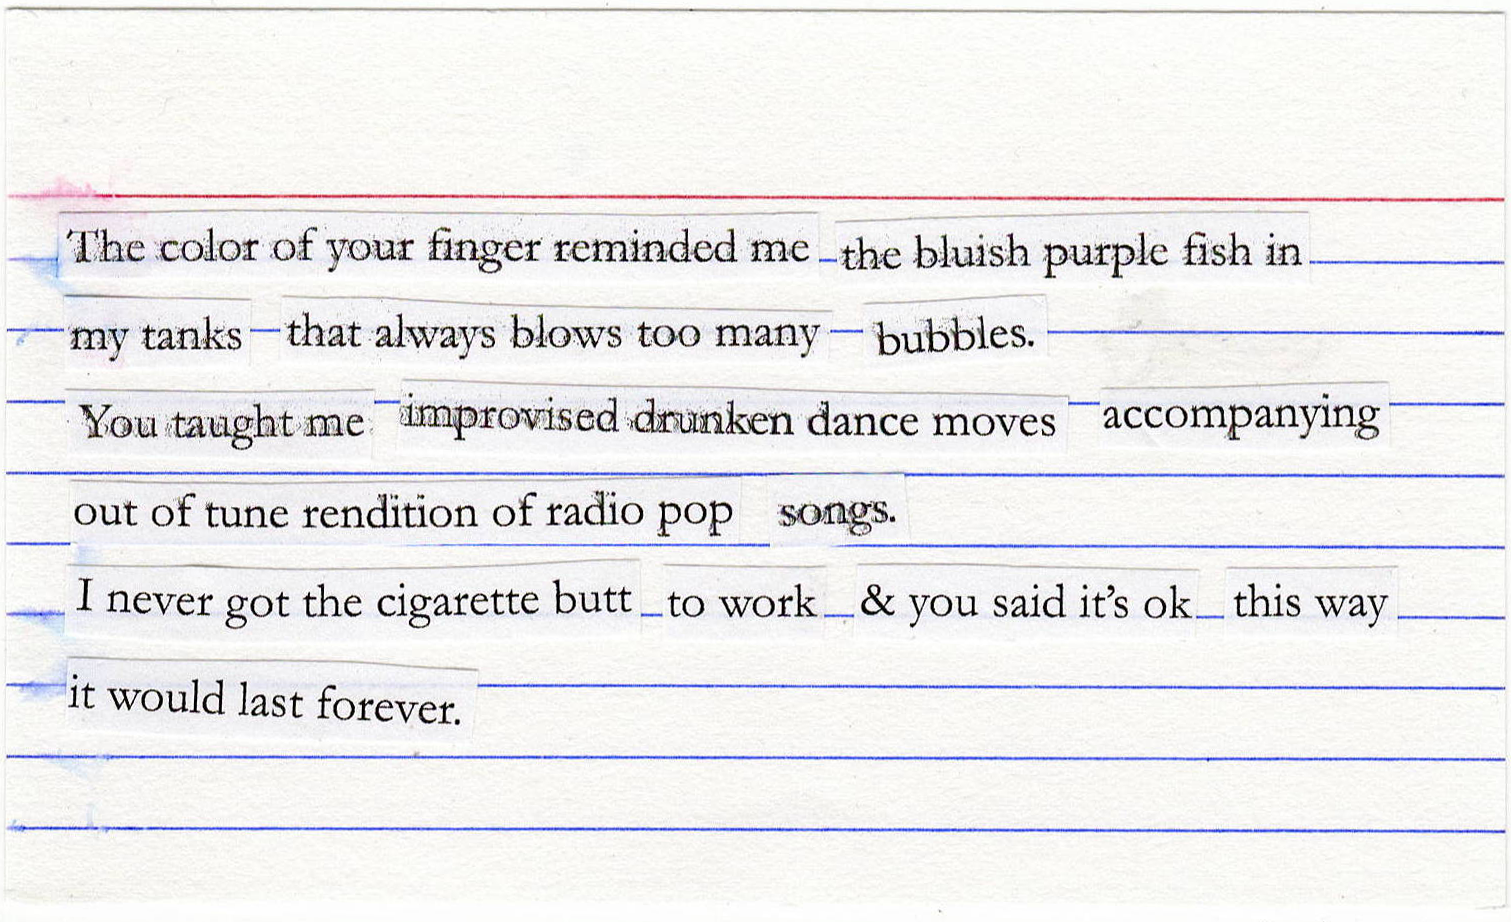 The color of your finger reminded me the bluish purple fish in
my tanks that always blows too many bubbles.
You taught me improvised drunken dance moves accompanying
out of tune rendition of radio pop songs.
I never got the cigarette butt to work & you said it's ok this way
it would last forever.